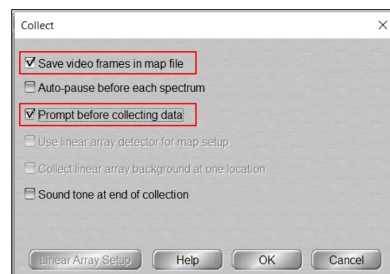 Collect
Save video frames in map file
Auto-pause before each spectrum
Prompt before collecting data
Use linear array detector for map setup
Collect linear array background at one location
Sound tone at end of collection
Linear Array Setup Help OK Cancel